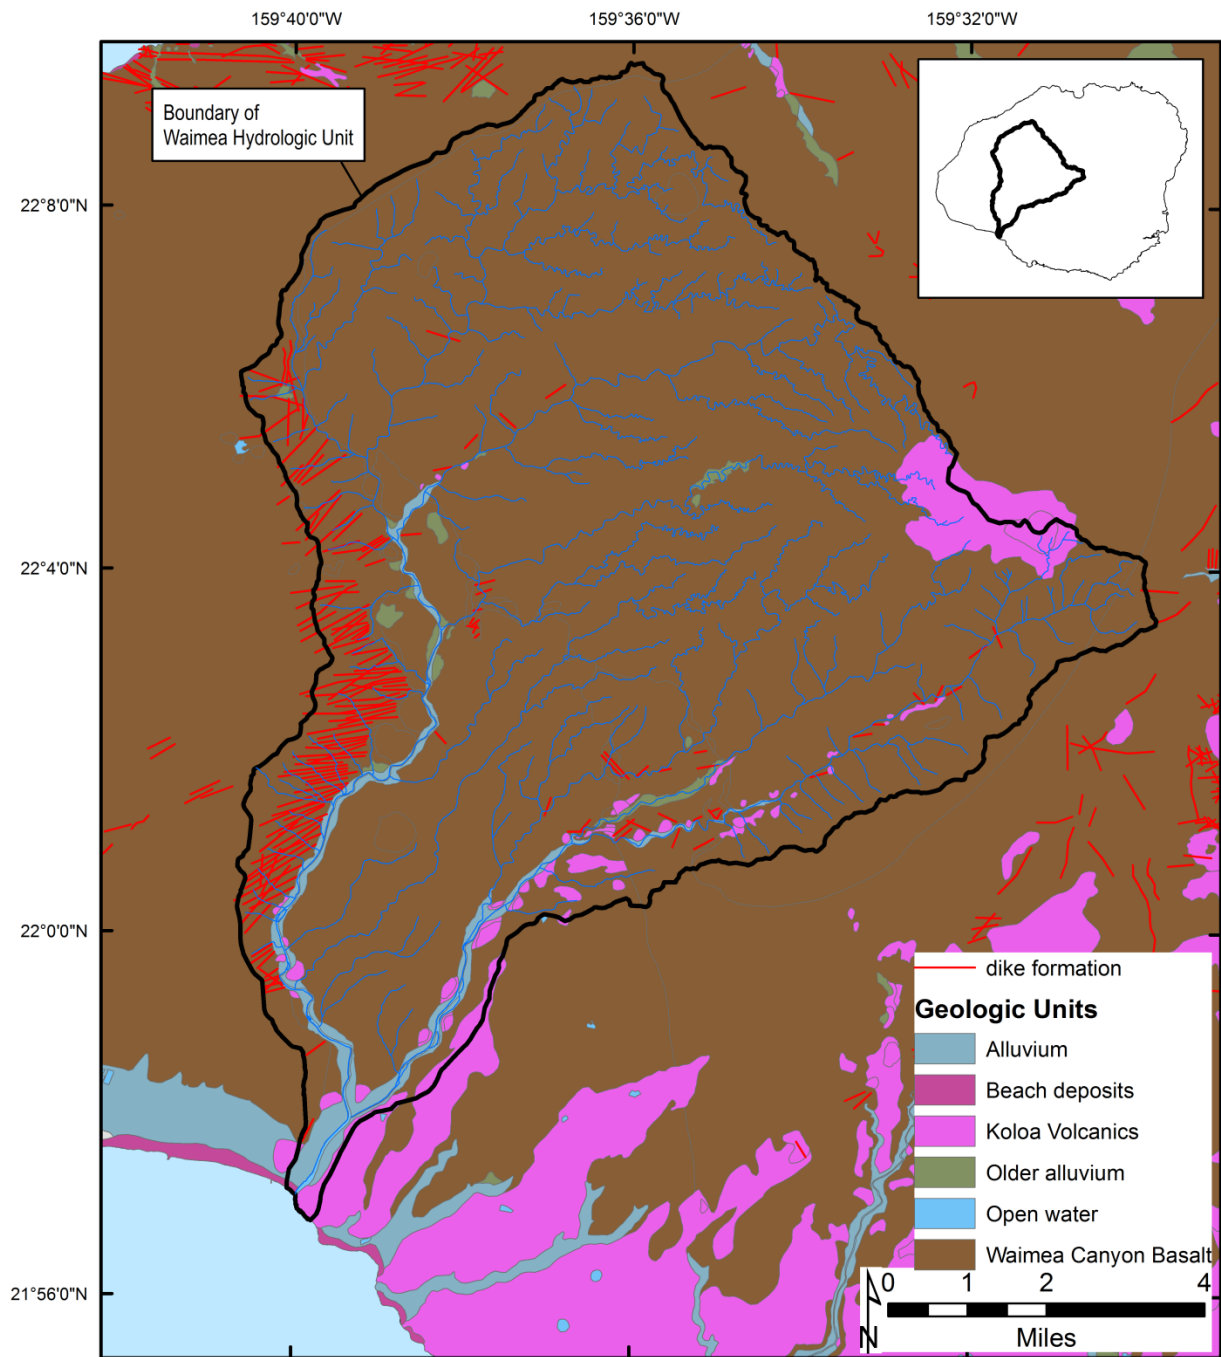 159°40'0"W
159°36'0"W
159°32'0"W
Boundary of
Waimea Hydrologic Unit
22°8'0"N
22°4'0"N
22°0'0"N
21°56'0"N
dike formation
Geologic Units
Alluvium
Beach deposits
Koloa Volcanics
Older alluvium
Open water
Waimea Canyon Basalt
0 1 2 4
Miles
N